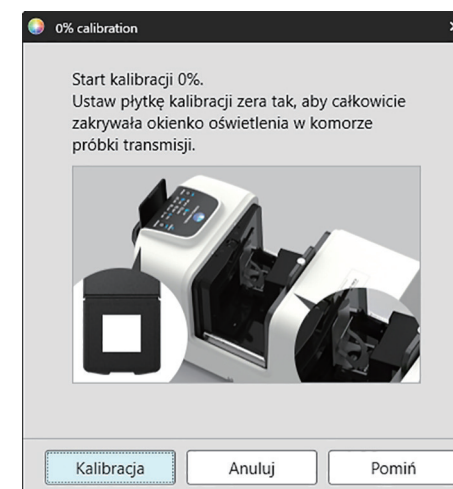 0% calibration
Start kalibracji 0%.
Ustaw płytkę kalibracji zera tak, aby całkowicie
zakrywała okienko oświetlenia w komorze
próbki transmisji.
Kalibracja
Anuluj
Pomiń